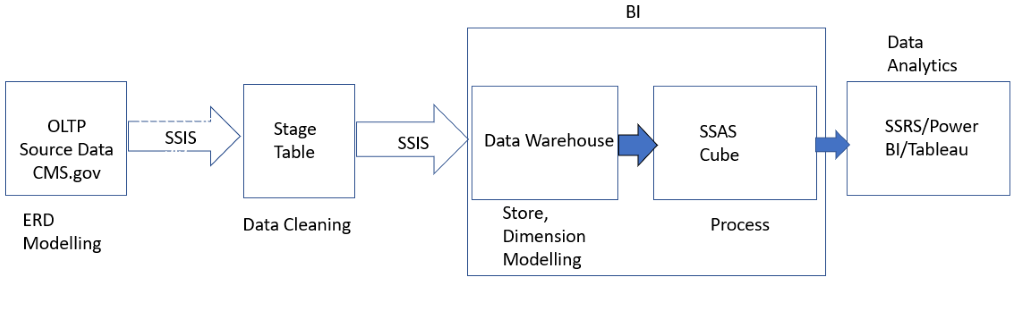 BI
Data
Analytics
OLTP
Source Data
CMS.gov
SSIS
Stage
Table
SSIS
Data Warehouse
SSAS
Cube
SSRS/Power
BI/Tableau
ERD
Modelling
Data Cleaning
Store,
Dimension
Modelling
Process